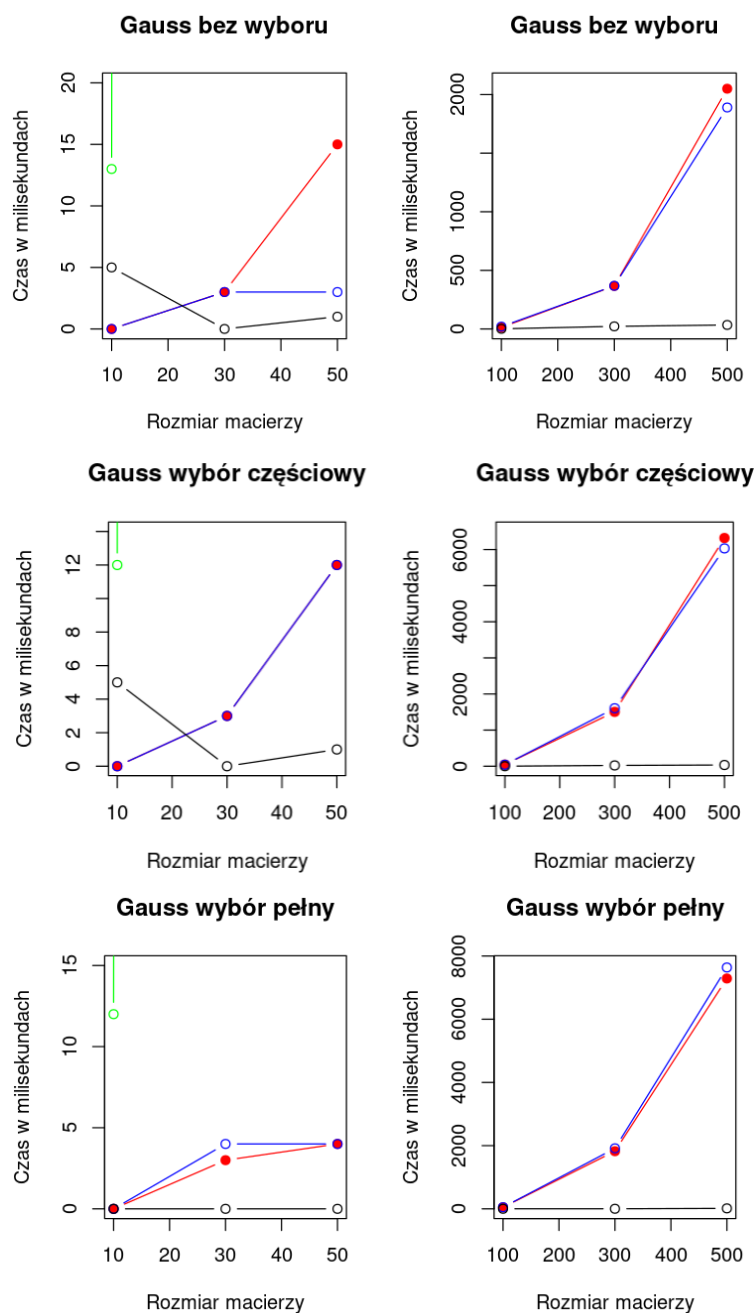 Gauss bez wyboru
Gauss bez wyboru
Czas w milisekundach
0 5 10 15 20
10 20 30 40 50
Rozmiar macierzy
Czas w milisekundach
0 500 1000 2000
100 200 300 400 500
Rozmiar macierzy
Gauss wybór częściowy
Gauss wybór częściowy
Czas w milisekundach
0 2 4 6 8 12
10 20 30 40 50
Rozmiar macierzy
Czas w milisekundach
0 2000 4000 6000
100 200 300 400 500
Rozmiar macierzy
Gauss wybór pełny
Gauss wybór pełny
Czas w milisekundach
0 5 10 15
10 20 30 40 50
Rozmiar macierzy
Czas w milisekundach
0 2000 4000 6000 8000
100 200 300 400 500
Rozmiar macierzy